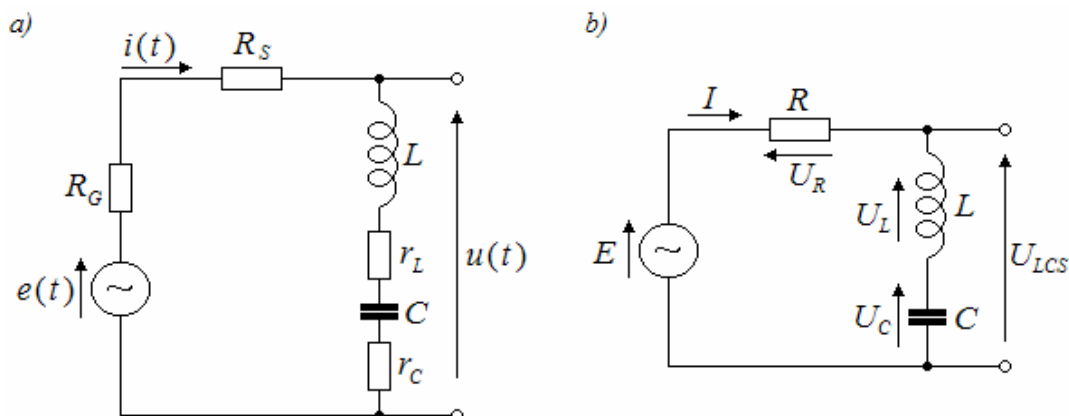 a)
i(t)
R_S
L
R_G
r_L
u(t)
e(t)
~
C
r_C
b)
I
R
U_R
U_L
L
E
~
U_LCS
U_C
C